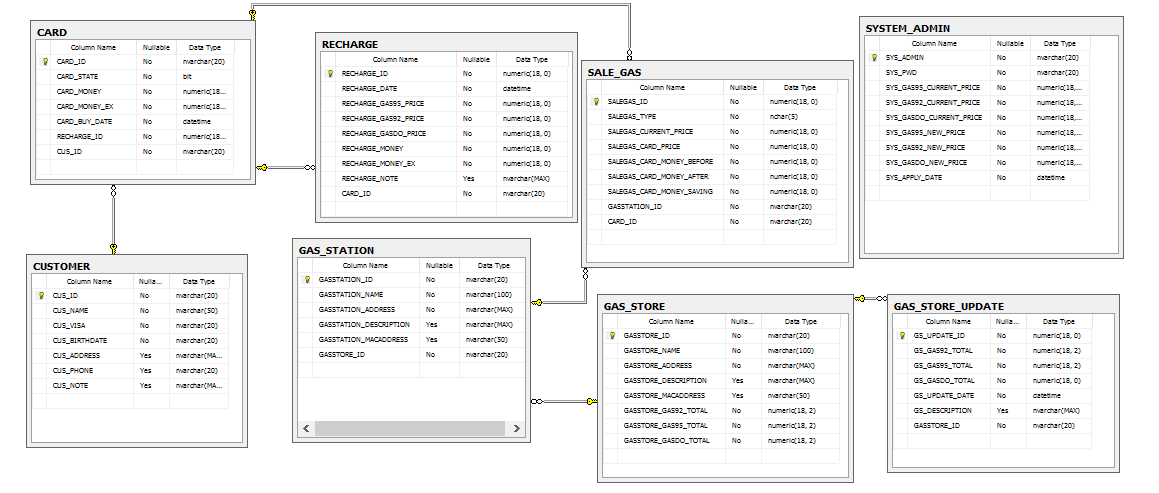 CARD
Column Name Nullable Data Type
CARD_ID No nvarchar(20)
CARD_STATE No bit
CARD_MONEY No numeric(18...
CARD_MONEY_EX No numeric(18...
CARD_BUY_DATE No datetime
RECHARGE_ID No numeric(18...
CUS_ID No nvarchar(20)
RECHARGE
Column Name Nullable Data Type
RECHARGE_ID No numeric(18, 0)
RECHARGE_DATE No datetime
RECHARGE_GAS95_PRICE No numeric(18, 0)
RECHARGE_GAS92_PRICE No numeric(18, 0)
RECHARGE_GASDO_PRICE No numeric(18, 0)
RECHARGE_MONEY No numeric(18, 0)
RECHARGE_MONEY_EX No numeric(18, 0)
RECHARGE_NOTE Yes nvarchar(MAX)
CARD_ID No nvarchar(20)
SALE_GAS
Column Name Nullable Data Type
SALEGAS_ID No numeric(18, 0)
SALEGAS_TYPE No nchar(5)
SALEGAS_CURRENT_PRICE No numeric(18, 0)
SALEGAS_CARD_PRICE No numeric(18, 0)
SALEGAS_CARD_MONEY_BEFORE No numeric(18, 0)
SALEGAS_CARD_MONEY_AFTER No numeric(18, 0)
SALEGAS_CARD_MONEY_SAVING No numeric(18, 0)
GASSTATION_ID No nvarchar(20)
CARD_ID No nvarchar(20)
SYSTEM_ADMIN
Column Name Nullable Data Type
SYS_ADMIN No nvarchar(20)
SYS_PWD No nvarchar(20)
SYS_GAS95_CURRENT_PRICE No numeric(18,...
SYS_GAS92_CURRENT_PRICE No numeric(18,...
SYS_GASDO_CURRENT_PRICE No numeric(18,...
SYS_GAS95_NEW_PRICE No numeric(18,...
SYS_GAS92_NEW_PRICE No numeric(18,...
SYS_GASDO_NEW_PRICE No numeric(18,...
SYS_APPLY_DATE No datetime
CUSTOMER
Column Name Nulla... Data Type
CUS_ID No nvarchar(20)
CUS_NAME No nvarchar(50)
CUS_VISA No nvarchar(20)
CUS_BIRTHDATE No nvarchar(20)
CUS_ADDRESS Yes nvarchar(MA...
CUS_PHONE Yes nvarchar(20)
CUS_NOTE Yes nvarchar(MA...
GAS_STATION
Column Name Nullable Data Type
GASSTATION_ID No nvarchar(20)
GASSTATION_NAME No nvarchar(100)
GASSTATION_ADDRESS No nvarchar(MAX)
GASSTATION_DESCRIPTION Yes nvarchar(MAX)
GASSTATION_MACADDRESS Yes nvarchar(50)
GASSTORE_ID No nvarchar(20)
GAS_STORE
Column Name Nulla... Data Type
GASSTORE_ID No nvarchar(20)
GASSTORE_NAME No nvarchar(100)
GASSTORE_ADDRESS No nvarchar(MAX)
GASSTORE_DESCRIPTION Yes nvarchar(MAX)
GASSTORE_MACADDRESS Yes nvarchar(50)
GASSTORE_GAS92_TOTAL No numeric(18, 2)
GASSTORE_GAS95_TOTAL No numeric(18, 2)
GASSTORE_GASDO_TOTAL No numeric(18, 2)
GAS_STORE_UPDATE
Column Name Nulla... Data Type
GS_UPDATE_ID No numeric(18, 0)
GS_GAS92_TOTAL No numeric(18, 2)
GS_GAS95_TOTAL No numeric(18, 2)
GS_GASDO_TOTAL No numeric(18, 0)
GS_UPDATE_DATE No datetime
GS_DESCRIPTION Yes nvarchar(MAX)
GASSTORE_ID No nvarchar(20)